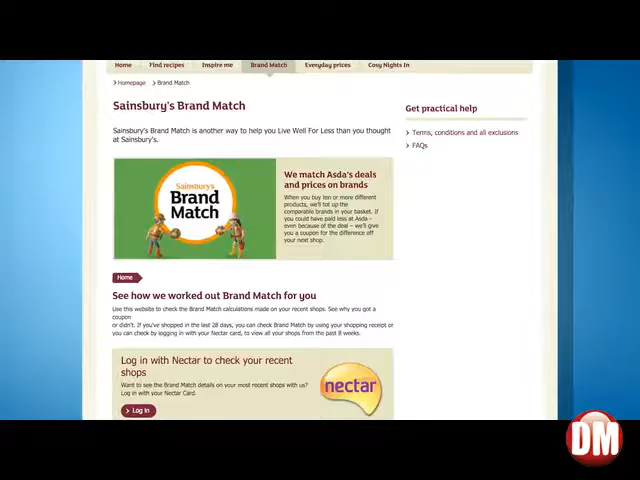 Home Find recipes Inspire me Brand Match Everyday prices Cosy Nights In
Homepage Brand Match
Sainsbury's Brand Match
Sainsbury's Brand Match is another way to help you Live Well For Less than you thought
at Sainsbury's.
Get practical help
Terms, conditions and all exclusions
FAQs
Sainsbury's
Brand
Match
We match Asda's deals
and prices on brands
When you buy ten or more different
products, we'll tot up the
comparable brands in your basket. If
you could have paid less at Asda –
even because of the deal – we'll give
you a coupon for the difference off
your next shop.
Home
See how we worked out Brand Match for you
Use this website to check the Brand Match calculations made on your recent shops. See why you got a
coupon
or didn't. If you've shopped in the last 28 days, you can check Brand Match by using your shopping receipt or
you can check by logging in with your Nectar card, to view all your shops from the past 8 weeks.
Log in with Nectar to check your recent
shops
Want to see the Brand Match details on your most recent shops with us?
Log in with your Nectar Card.
Log in
nectar
DM